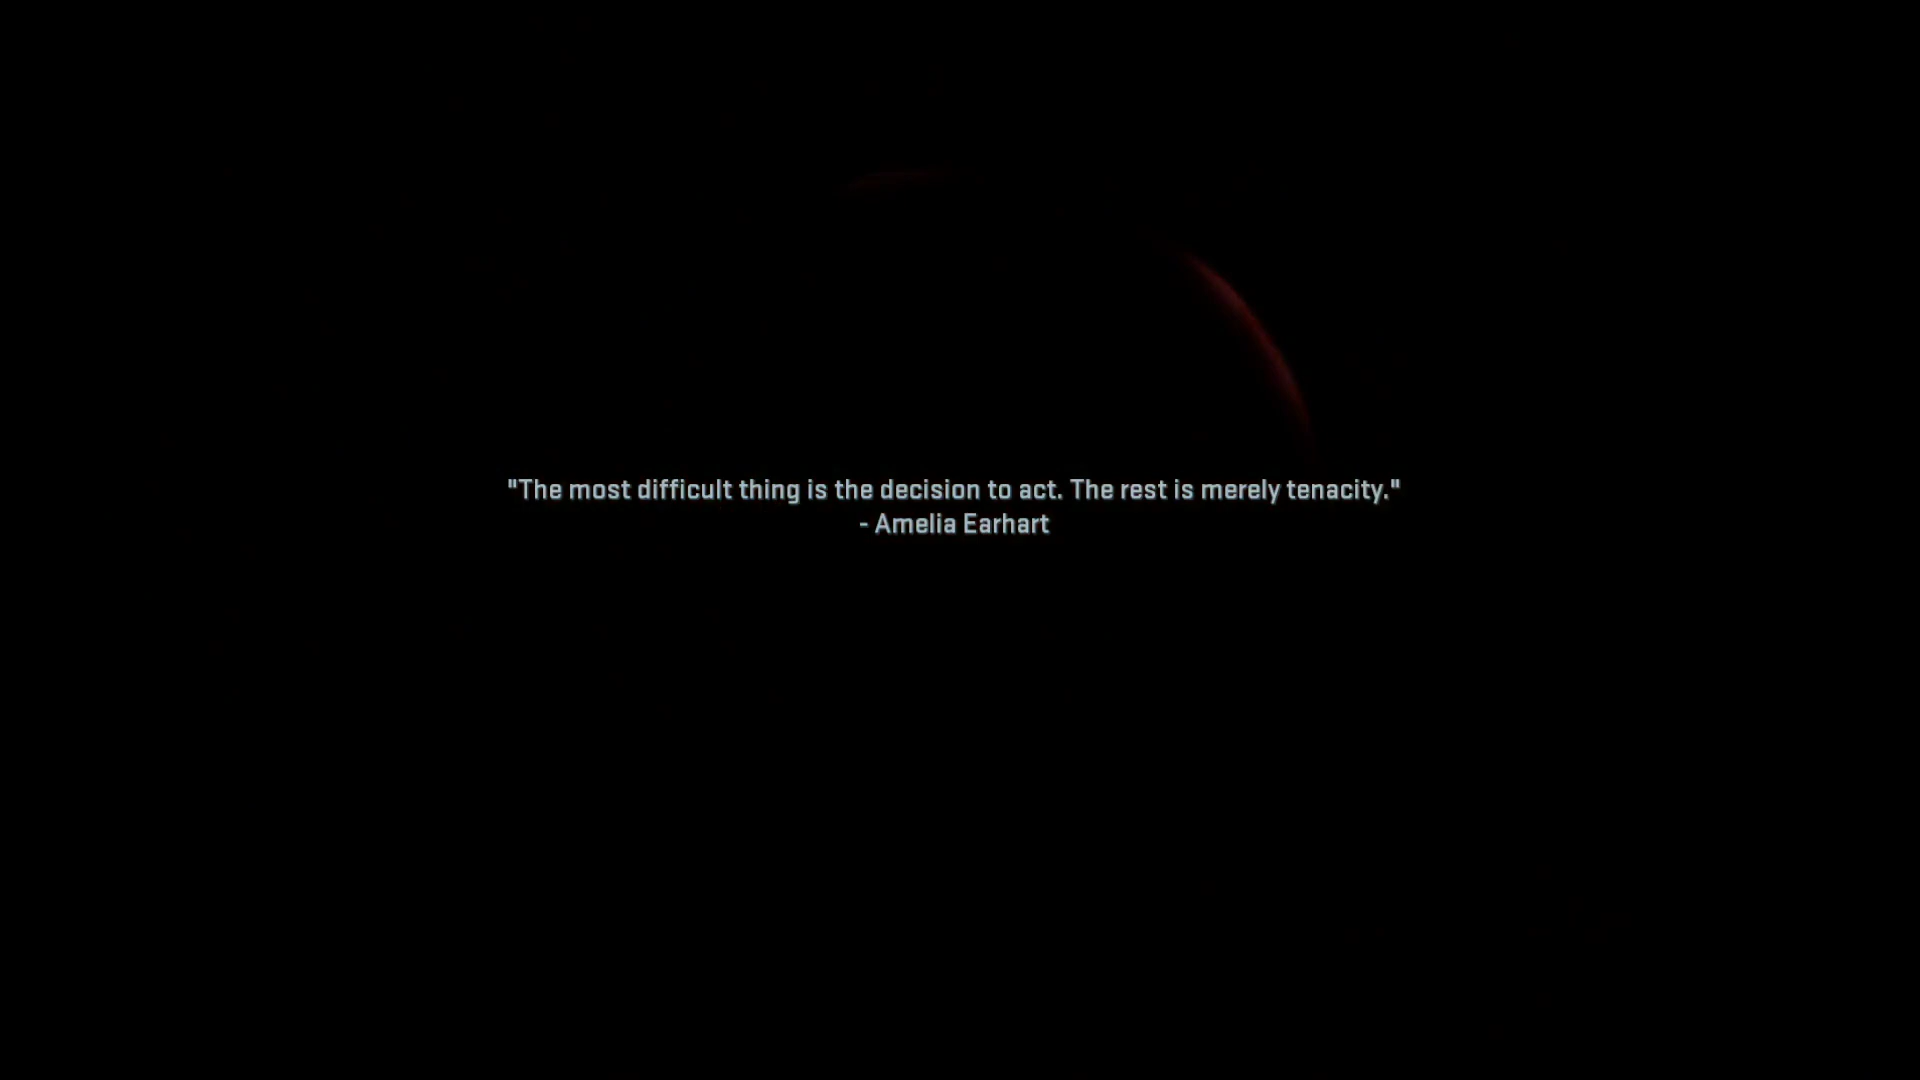 "The most difficult thing is the decision to act. The rest is merely tenacity."
- Amelia Earhart